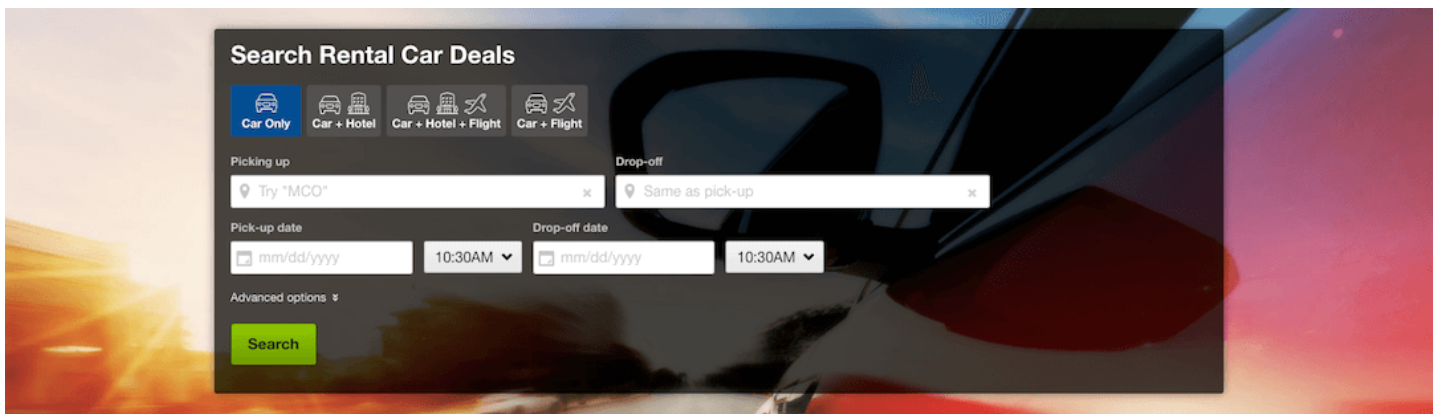 Search Rental Car Deals
Car Only Car + Hotel Car + Hotel + Flight Car + Flight
Picking up Drop-off
Try "MCO" Same as pick-up
Pick-up date Drop-off date
mm/dd/yyyy 10:30AM mm/dd/yyyy 10:30AM
Advanced options
Search